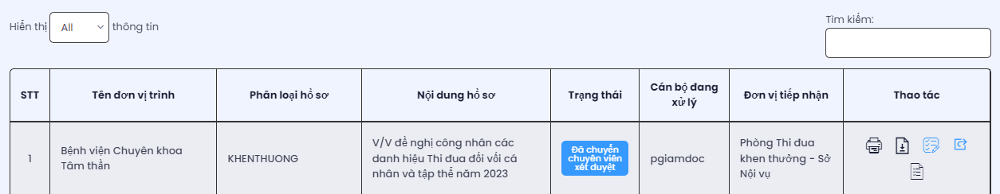 Hiển thị All thông tin
Tìm kiếm:
STT
Tên đơn vị trình
Phân loại hồ sơ
Nội dung hồ sơ
Trạng thái
Cán bộ đang
xử lý
Đơn vị tiếp nhận
Thao tác
1
Bệnh viện Chuyên khoa
Tâm thần
KHENTHUONG
V/V đề nghị công nhân các
danh hiệu Thi đua đối vối cá
nhân và tập thể năm 2023
Đã chuyển
chuyên viên
xét duyệt
pgiamdoc
Phòng Thi đua
khen thưởng - Sở
Nội vụ